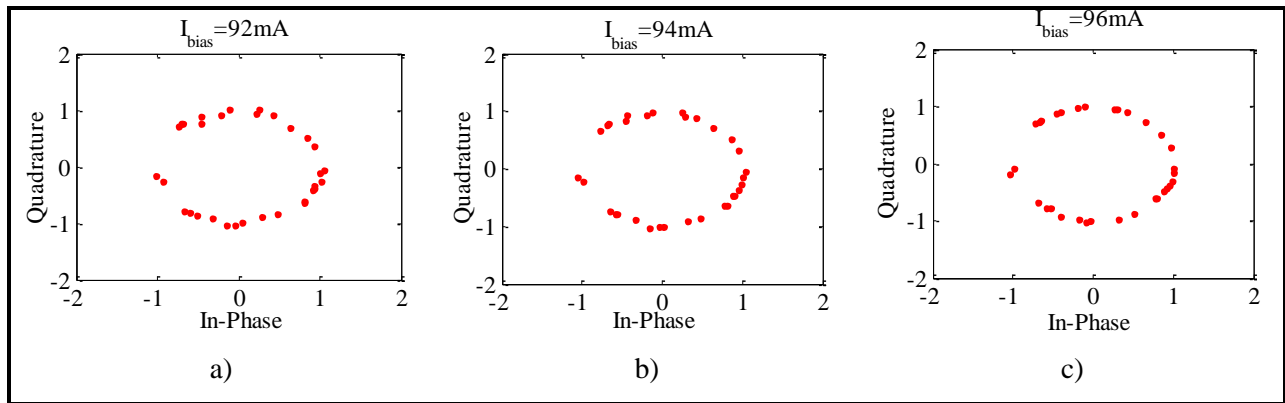 I_bias=92mA
2
1
0
-1
-2
Quadrature
-2 -1 0 1 2
In-Phase
a)
I_bias=94mA
2
1
0
-1
-2
Quadrature
-2 -1 0 1 2
In-Phase
b)
I_bias=96mA
2
1
0
-1
-2
Quadrature
-2 -1 0 1 2
In-Phase
c)